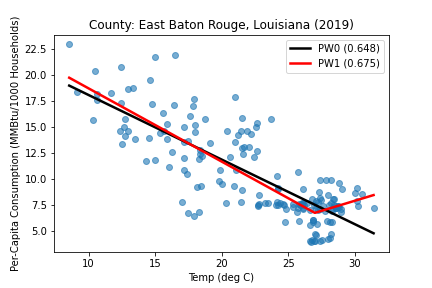 County: East Baton Rouge, Louisiana (2019)
Per-Capita Consumption (MMBtu/1000 Households)
22.5
20.0
17.5
15.0
12.5
10.0
7.5
5.0
PW0 (0.648)
PW1 (0.675)
10 15 20 25 30
Temp (deg C)